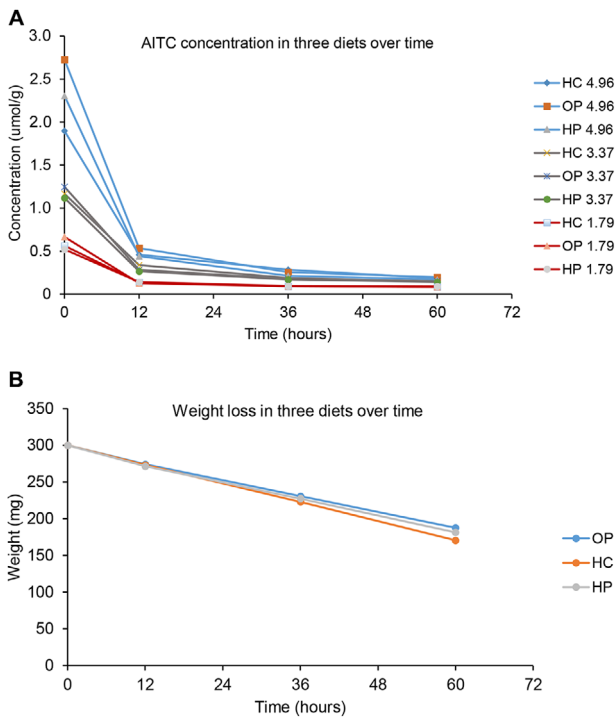 A
AITC concentration in three diets over time
Concentration (umol/g)
3.0
2.5
2.0
1.5
1.0
0.5
0
0 12 24 36 48 60 72
Time (hours)
HC 4.96
OP 4.96
HP 4.96
HC 3.37
OP 3.37
HP 3.37
HC 1.79
OP 1.79
HP 1.79
B
Weight loss in three diets over time
Weight (mg)
350
300
250
200
150
100
50
0
0 12 24 36 48 60 72
Time (hours)
OP
HC
HP